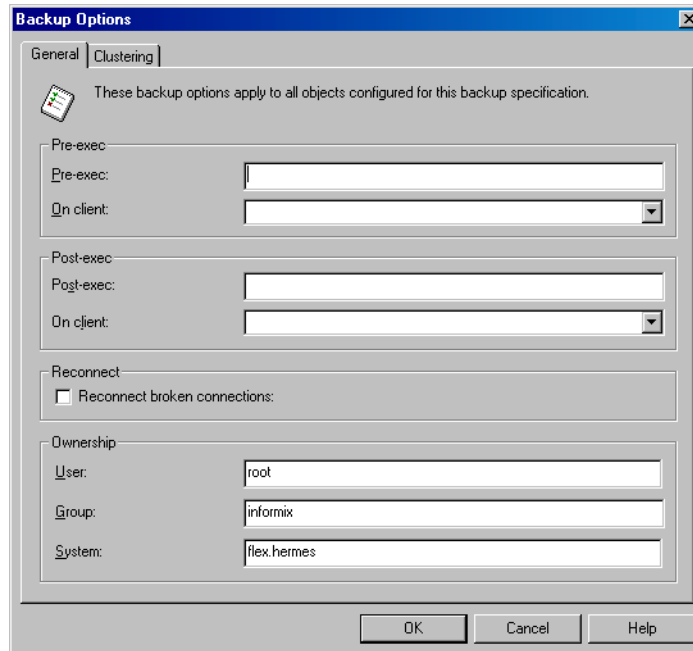 Backup Options
General Clustering
These backup options apply to all objects configured for this backup specification.
Pre-exec
Pre-exec:
On client:
Post-exec
Post-exec:
On client:
Reconnect
Reconnect broken connections:
Ownership
User: root
Group: informix
System: flex.hermes
OK Cancel Help